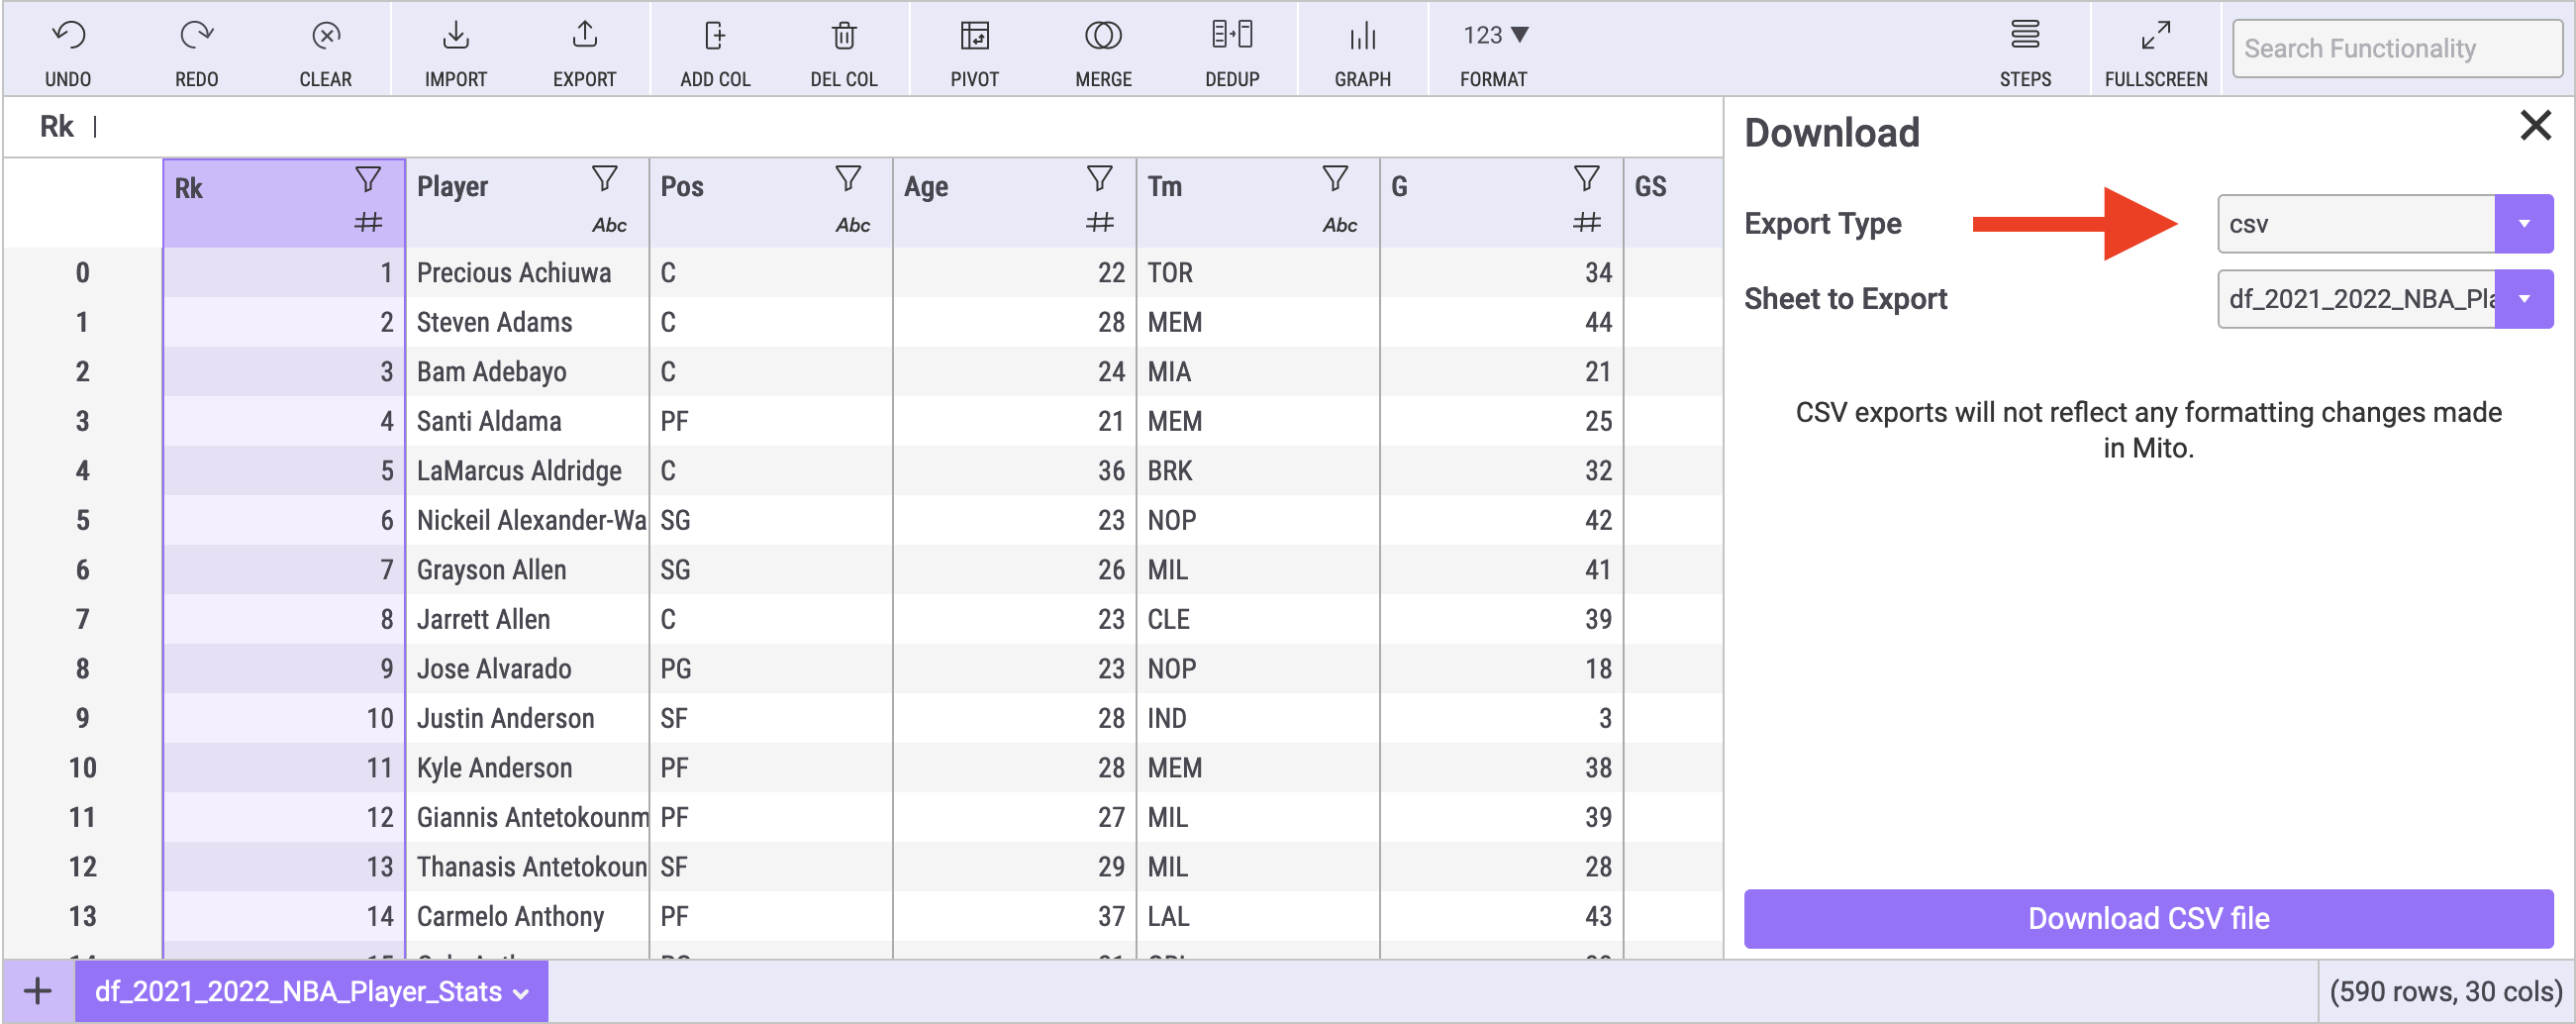 UNDO REDO CLEAR IMPORT EXPORT ADD COL DEL COL PIVOT MERGE DEDUP GRAPH 123 FORMAT STEPS FULLSCREEN Search Functionality
Rk
Rk Player Pos Age Tm G GS
# Abc Abc # Abc #
0 1 Precious Achiuwa C 22 TOR 34
1 2 Steven Adams C 28 MEM 44
2 3 Bam Adebayo C 24 MIA 21
3 4 Santi Aldama PF 21 MEM 25
4 5 LaMarcus Aldridge C 36 BRK 32
5 6 Nickeil Alexander-Wa SG 23 NOP 42
6 7 Grayson Allen SG 26 MIL 41
7 8 Jarrett Allen C 23 CLE 39
8 9 Jose Alvarado PG 23 NOP 18
9 10 Justin Anderson SF 28 IND 3
10 11 Kyle Anderson PF 28 MEM 38
11 12 Giannis Antetokounm PF 27 MIL 39
12 13 Thanasis Antetokoun SF 29 MIL 28
13 14 Carmelo Anthony PF 37 LAL 43
Download
Export Type csv
Sheet to Export df_2021_2022_NBA_Pla
CSV exports will not reflect any formatting changes made
in Mito.
Download CSV file
+ df_2021_2022_NBA_Player_Stats
(590 rows, 30 cols)